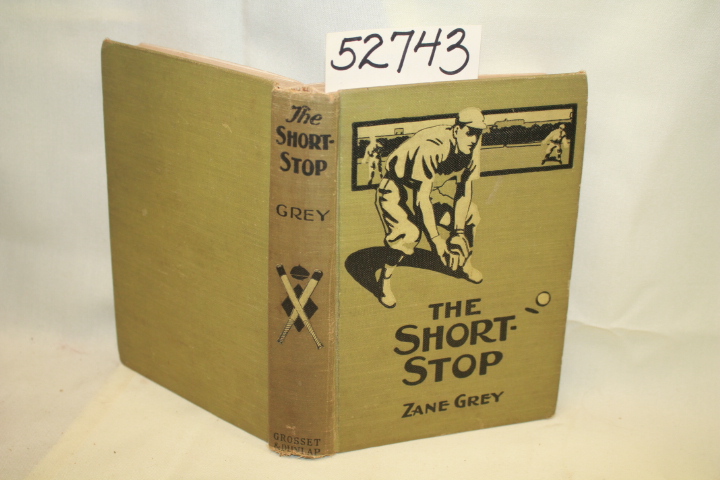 52743
The
SHORT-
STOP
GREY
GROSSET
& DUNLAP
THE
SHORT-
STOP
ZANE GREY